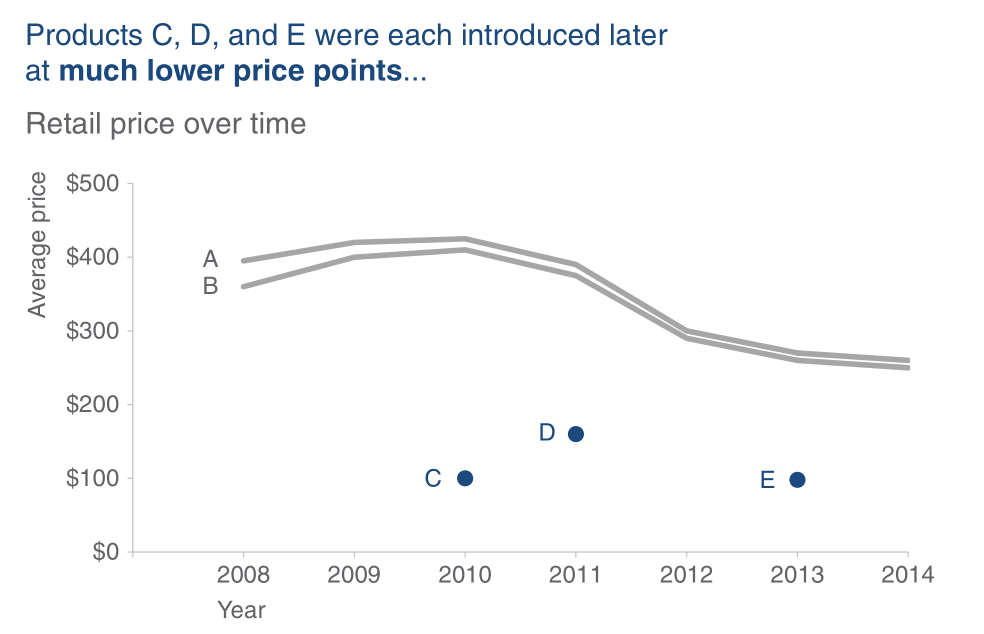 Products C, D, and E were each introduced later
at much lower price points...
Retail price over time
Average price
$500
$400
$300
$200
$100
$0
A
B
C
D
E
2008 2009 2010 2011 2012 2013 2014
Year